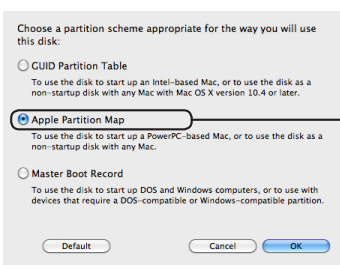 Choose a partition scheme appropriate for the way you will use
this disk:
GUID Partition Table
To use the disk to start up an Intel-based Mac, or to use the disk as a
non-startup disk with any Mac with Mac OS X version 10.4 or later.
Apple Partition Map
To use the disk to start up a PowerPC-based Mac, or to use the disk as a
non-startup disk with any Mac.
Master Boot Record
To use the disk to start up DOS and Windows computers, or to use with
devices that require a DOS-compatible or Windows-compatible partition.
Default Cancel OK